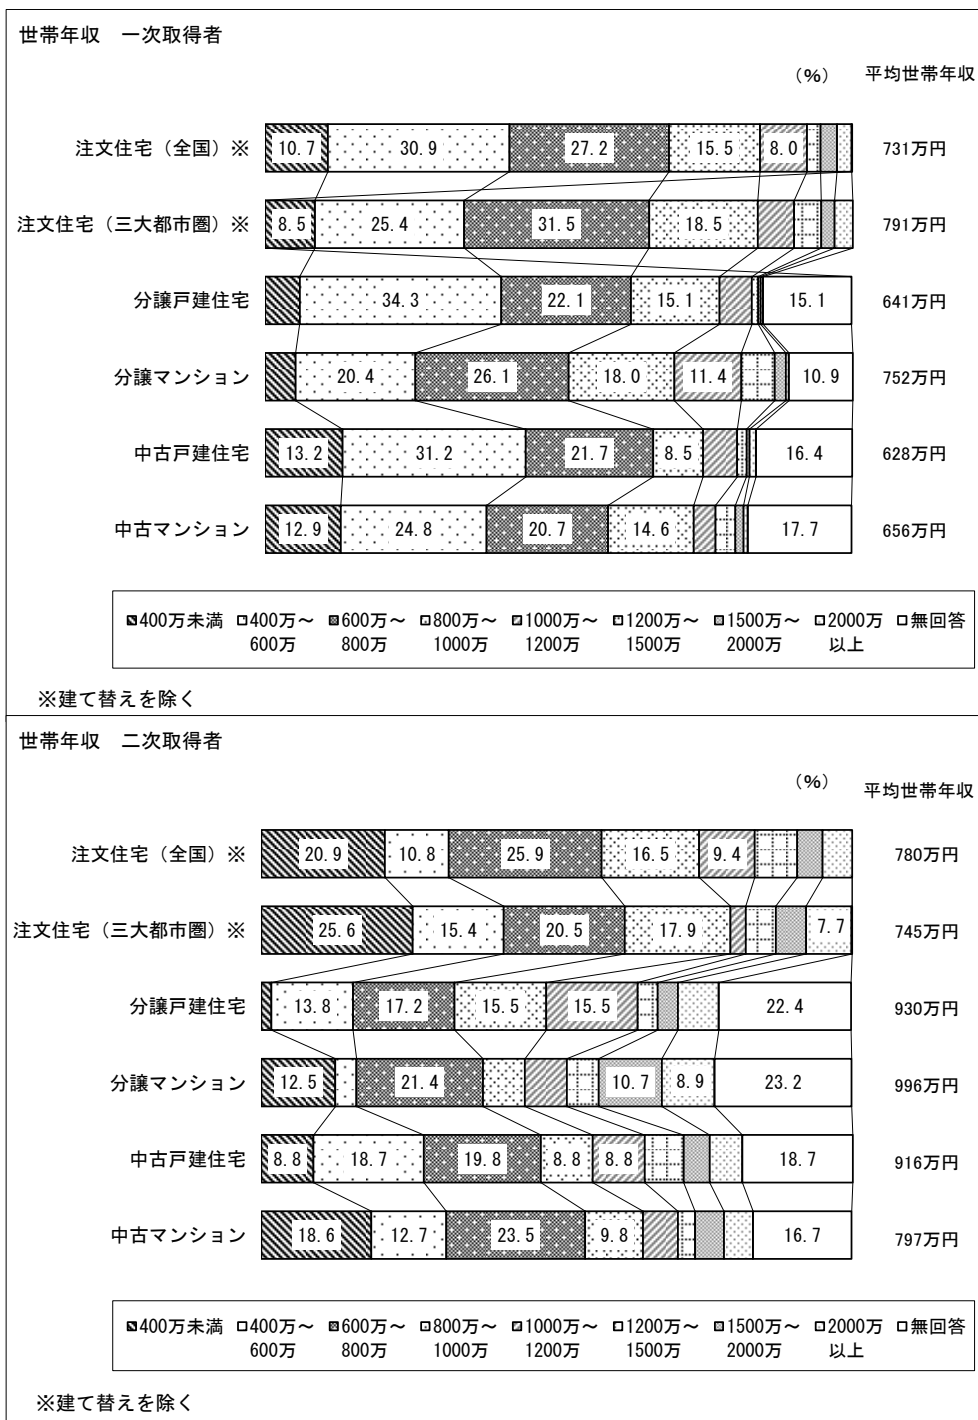 世帯年収　一次取得者
（%）　平均世帯年収
注文住宅（全国）※ 10.7 30.9 27.2 15.5 8.0 731万円
注文住宅（三大都市圏）※ 8.5 25.4 31.5 18.5 791万円
分譲戸建住宅 34.3 22.1 15.1 15.1 641万円
分譲マンション 20.4 26.1 18.0 11.4 10.9 752万円
中古戸建住宅 13.2 31.2 21.7 8.5 16.4 628万円
中古マンション 12.9 24.8 20.7 14.6 17.7 656万円
400万未満 400万～ 600万～ 800万～ 1000万～ 1200万～ 1500万～ 2000万 無回答
600万 800万 1000万 1200万 1500万 2000万 以上
※建て替えを除く
世帯年収　二次取得者
（%）　平均世帯年収
注文住宅（全国）※ 20.9 10.8 25.9 16.5 9.4 780万円
注文住宅（三大都市圏）※ 25.6 15.4 20.5 17.9 7.7 745万円
分譲戸建住宅 13.8 17.2 15.5 15.5 22.4 930万円
分譲マンション 12.5 21.4 10.7 8.9 23.2 996万円
中古戸建住宅 8.8 18.7 19.8 8.8 8.8 18.7 916万円
中古マンション 18.6 12.7 23.5 9.8 16.7 797万円
400万未満 400万～ 600万～ 800万～ 1000万～ 1200万～ 1500万～ 2000万 無回答
600万 800万 1000万 1200万 1500万 2000万 以上
※建て替えを除く